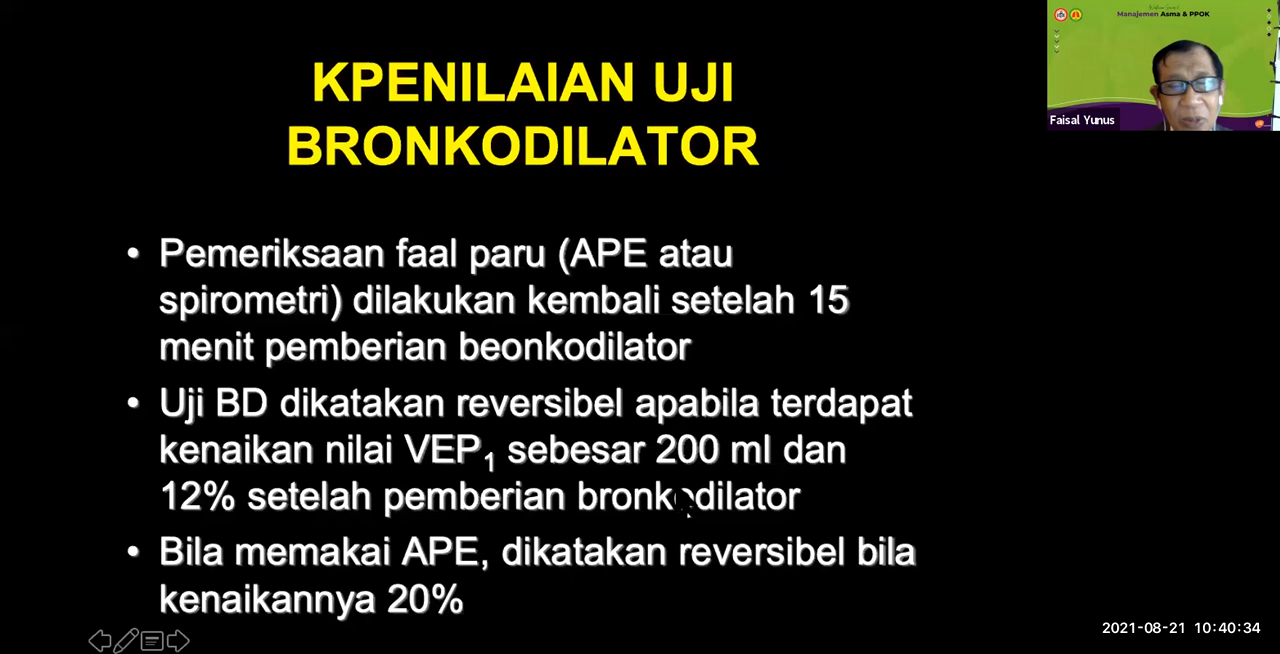 KPENILAIAN UJI
BRONKODILATOR
• Pemeriksaan faal paru (APE atau
spirometri) dilakukan kembali setelah 15
menit pemberian beonkodilator
• Uji BD dikatakan reversibel apabila terdapat
kenaikan nilai VEP₁ sebesar 200 ml dan
12% setelah pemberian bronkodilator
• Bila memakai APE, dikatakan reversibel bila
kenaikannya 20%
Manajemen Asma & PPOK
Faisal Yunus
2021-08-21 10:40:34